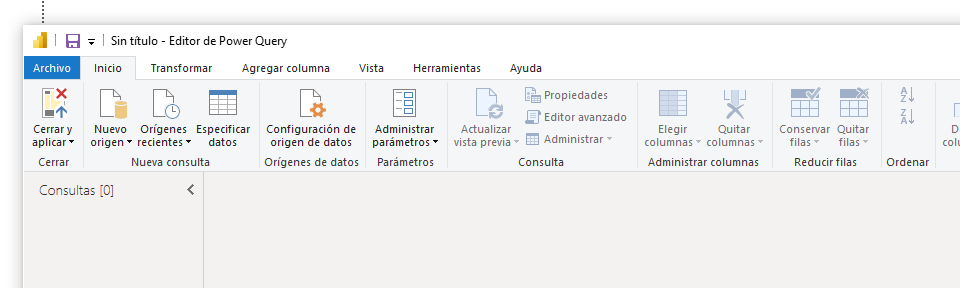 Sin título - Editor de Power Query
Archivo Inicio Transformar Agregar columna Vista Herramientas Ayuda
Cerrar y aplicar
Nuevo origen
Orígenes recientes
Especificar datos
Configuración de origen de datos
Administrar parámetros
Actualizar vista previa
Propiedades
Editor avanzado
Administrar
Elegir columnas
Quitar columnas
Conservar filas
Quitar filas
A
Z
Z
A
Cerrar
Nueva consulta
Orígenes de datos
Parámetros
Consulta
Administrar columnas
Reducir filas
Ordenar
Consultas [0]